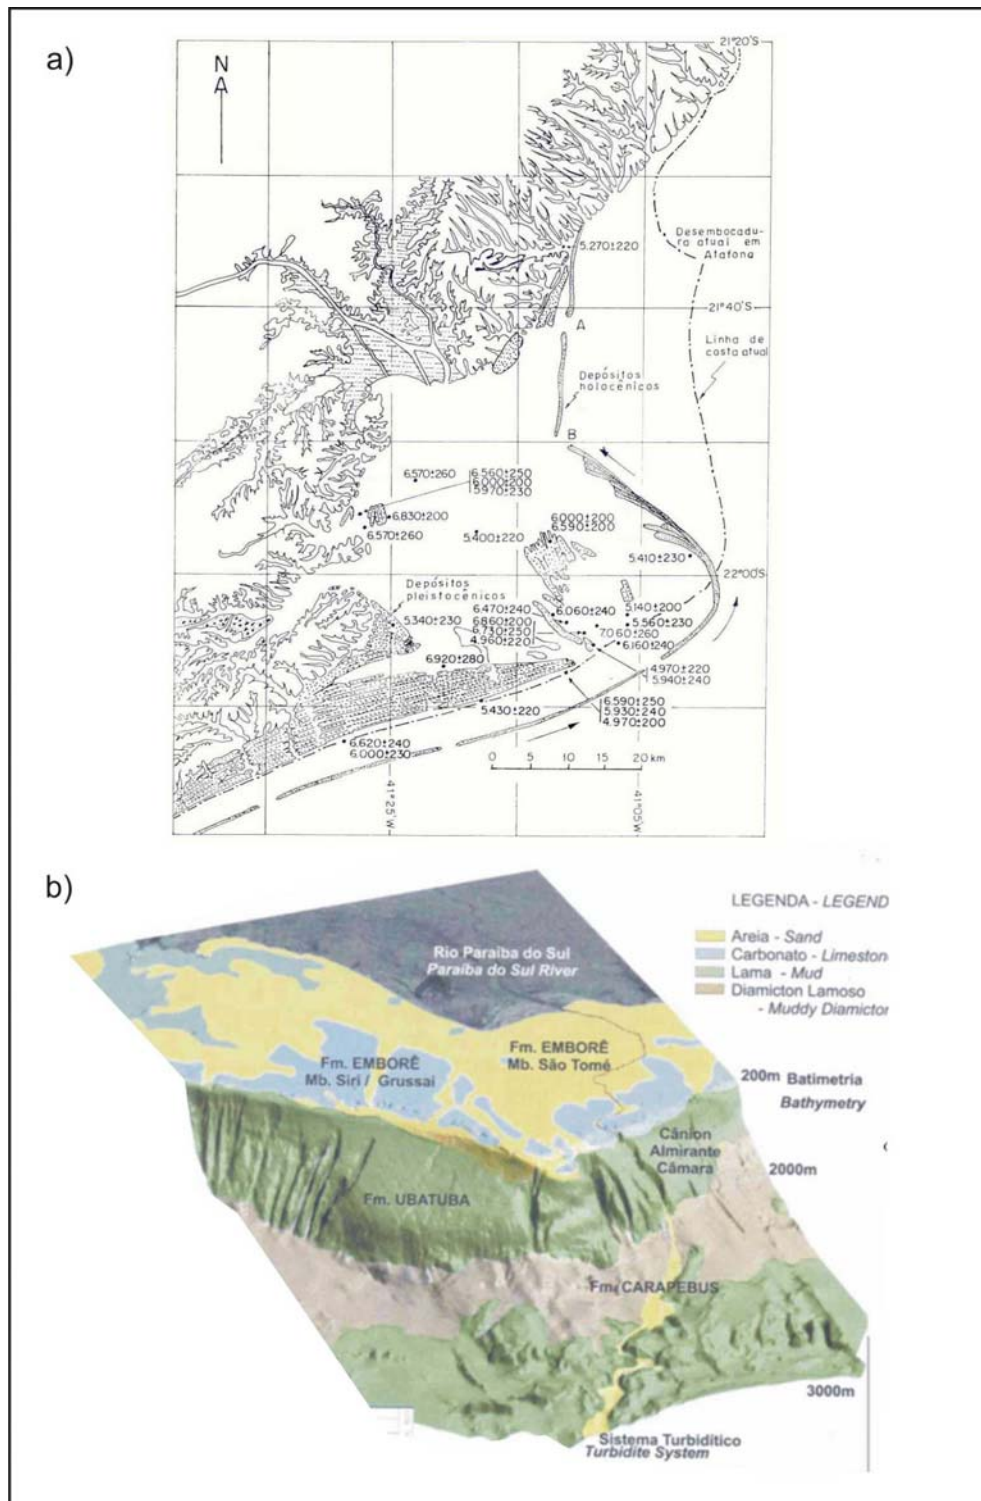 a)
21°20'S
N
5.270±220
Desembocadu-
ra atual em
Atafona
21°40'S
A
Linha de
costa atual
Depósitos
holocênicos
B
6.570±260
6.560±250
6.000±200
5.970±230
6.830±200
6.570±260
5.400±220
6.000±200
6.590±200
5.410±230
22°00'S
Depósitos
pleistocênicos
5.340±230
6.470±240
6.860±200
6.730±250
4.960±220
6.060±240
5.140±200
5.560±230
7.060±260
6.160±240
6.920±280
4.970±220
5.940±240
6.590±250
5.930±240
4.970±200
5.430±220
6.620±240
6.000±230
0 5 10 15 20 km
41°25'W
41°05'W
b)
LEGENDA - LEGEND
Areia - Sand
Carbonato - Limeston
Lama - Mud
Diamicton Lamoso
- Muddy Diamicton
Rio Paraíba do Sul
Paraíba do Sul River
Fm. EMBORÊ
Mb. São Tomé
Fm. EMBORÊ
Mb. Siri / Grussai
200m Batimetria
Bathymetry
Cânion
Almirante
Câmara
2000m
Fm. UBATUBA
Fm. CARAPEBUS
3000m
Sistema Turbidítico
Turbidite System